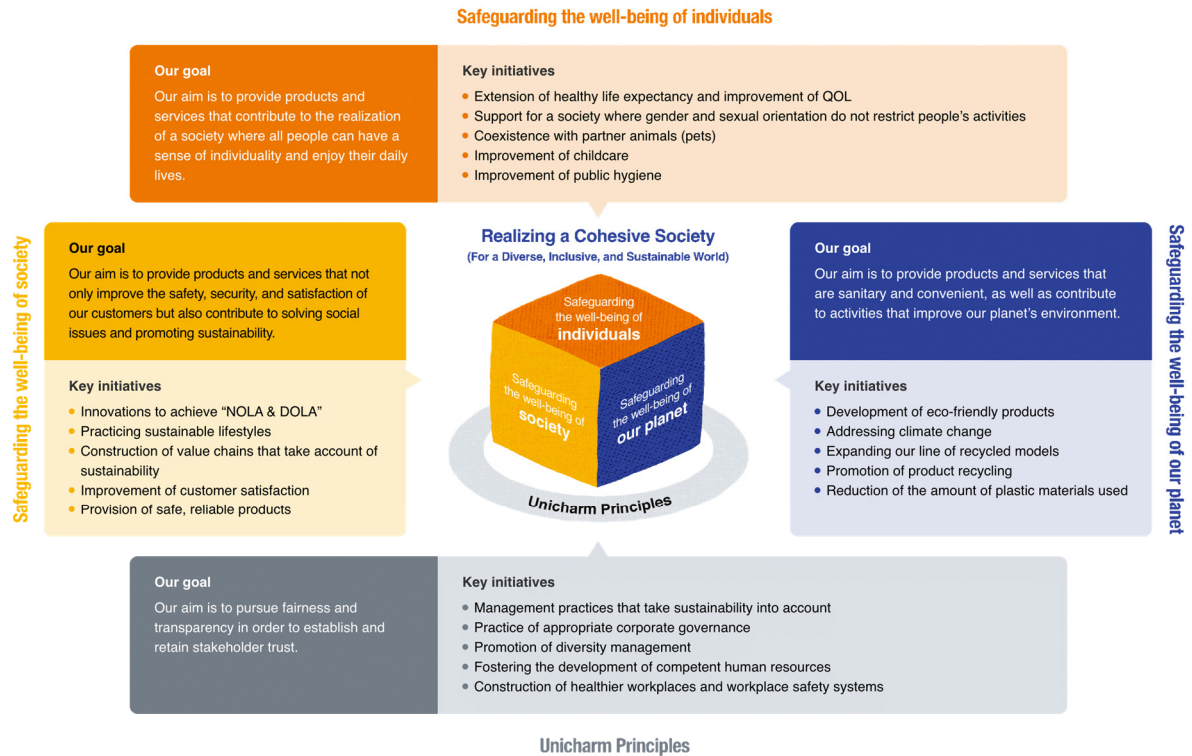 Safeguarding the well-being of individuals
Our goal
Our aim is to provide products and
services that contribute to the realization
of a society where all people can have a
sense of individuality and enjoy their daily
lives.
Key initiatives
• Extension of healthy life expectancy and improvement of QOL
• Support for a society where gender and sexual orientation do not restrict people's activities
• Coexistence with partner animals (pets)
• Improvement of childcare
• Improvement of public hygiene
Safeguarding the well-being of society
Our goal
Our aim is to provide products and services that not
only improve the safety, security, and satisfaction of
our customers but also contribute to solving social
issues and promoting sustainability.
Key initiatives
• Innovations to achieve “NOLA & DOLA”
• Practicing sustainable lifestyles
• Construction of value chains that take account of
sustainability
• Improvement of customer satisfaction
• Provision of safe, reliable products
Realizing a Cohesive Society
(For a Diverse, Inclusive, and Sustainable World)
Safeguarding
the well-being of
individuals
Safeguarding
the well-being of
society
Safeguarding
the well-being of
our planet
Unicharm Principles
Our goal
Our aim is to provide products and services that
are sanitary and convenient, as well as contribute
to activities that improve our planet's environment.
Key initiatives
• Development of eco-friendly products
• Addressing climate change
• Expanding our line of recycled models
• Promotion of product recycling
• Reduction of the amount of plastic materials used
Safeguarding the well-being of our planet
Our goal
Our aim is to pursue fairness and
transparency in order to establish and
retain stakeholder trust.
Key initiatives
• Management practices that take sustainability into account
• Practice of appropriate corporate governance
• Promotion of diversity management
• Fostering the development of competent human resources
• Construction of healthier workplaces and workplace safety systems
Unicharm Principles